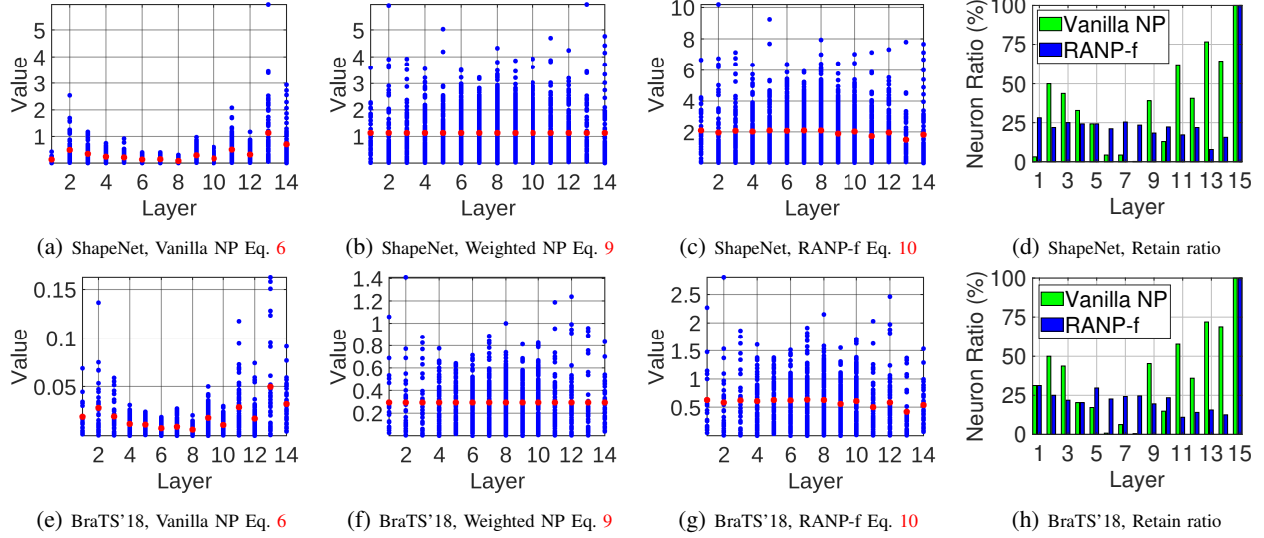 6
5
4
3
2
1
Value
2 4 6 8 10 12 14
Layer
(a) ShapeNet, Vanilla NP Eq. 6
5
4
3
2
1
Value
2 4 6 8 10 12 14
Layer
(b) ShapeNet, Weighted NP Eq. 9
10
8
6
4
2
Value
2 4 6 8 10 12 14
Layer
(c) ShapeNet, RANP-f Eq. 10
100
75
50
25
0
Neuron Ratio (%)
Vanilla NP
RANP-f
1 3 5 7 9 11 13 15
Layer
(d) ShapeNet, Retain ratio
0.15
0.1
0.05
Value
2 4 6 8 10 12 14
Layer
(e) BraTS'18, Vanilla NP Eq. 6
1.4
1.2
1
0.8
0.6
0.4
0.2
Value
2 4 6 8 10 12 14
Layer
(f) BraTS'18, Weighted NP Eq. 9
2.5
2
1.5
1
0.5
Value
2 4 6 8 10 12 14
Layer
(g) BraTS'18, RANP-f Eq. 10
100
75
50
25
0
Neuron Ratio (%)
Vanilla NP
RANP-f
1 3 5 7 9 11 13 15
Layer
(h) BraTS'18, Retain ratio